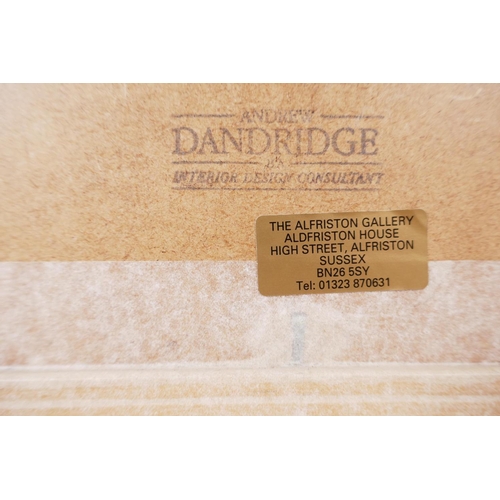 ANDREW
DANDRIDGE
BA
INTERIOR DESIGN CONSULTANT
THE ALFRISTON GALLERY
ALDFRISTON HOUSE
HIGH STREET, ALFRISTON
SUSSEX
BN26 5SY
Tel: 01323 870631